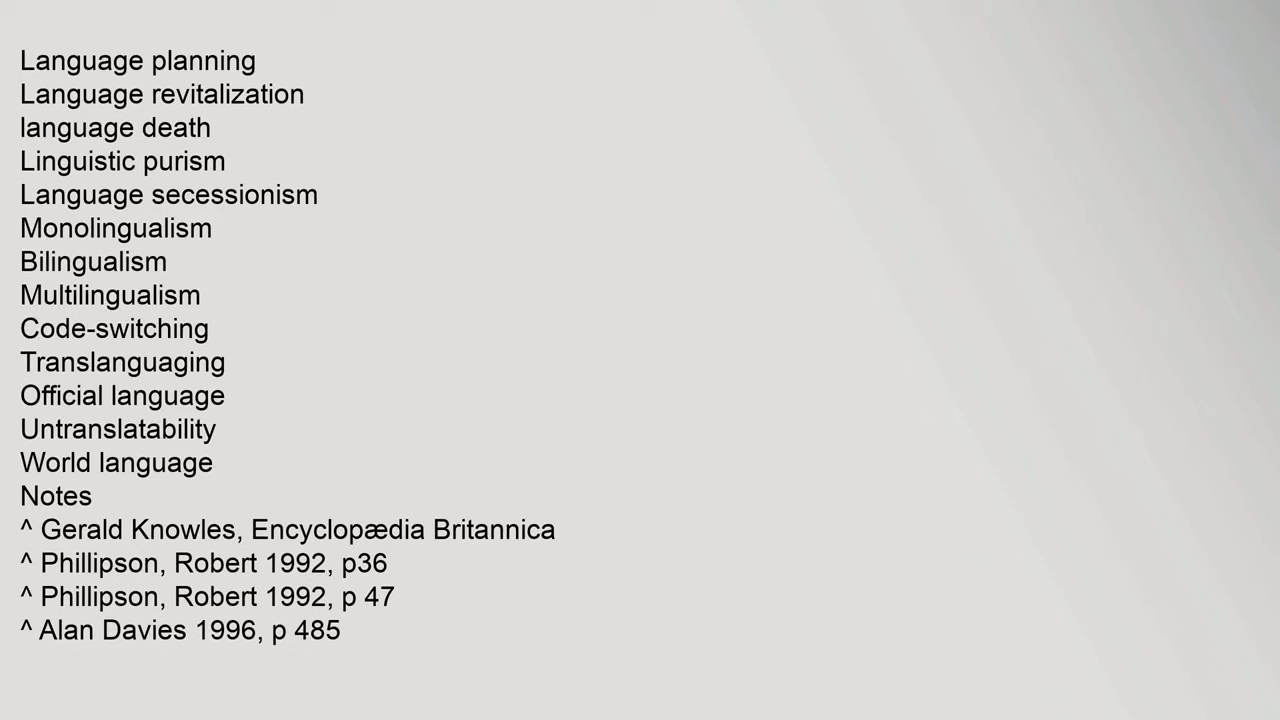 Language planning
Language revitalization
language death
Linguistic purism
Language secessionism
Monolingualism
Bilingualism
Multilingualism
Code-switching
Translanguaging
Official language
Untranslatability
World language
Notes
^ Gerald Knowles, Encyclopædia Britannica
^ Phillipson, Robert 1992, p36
^ Phillipson, Robert 1992, p 47
^ Alan Davies 1996, p 485